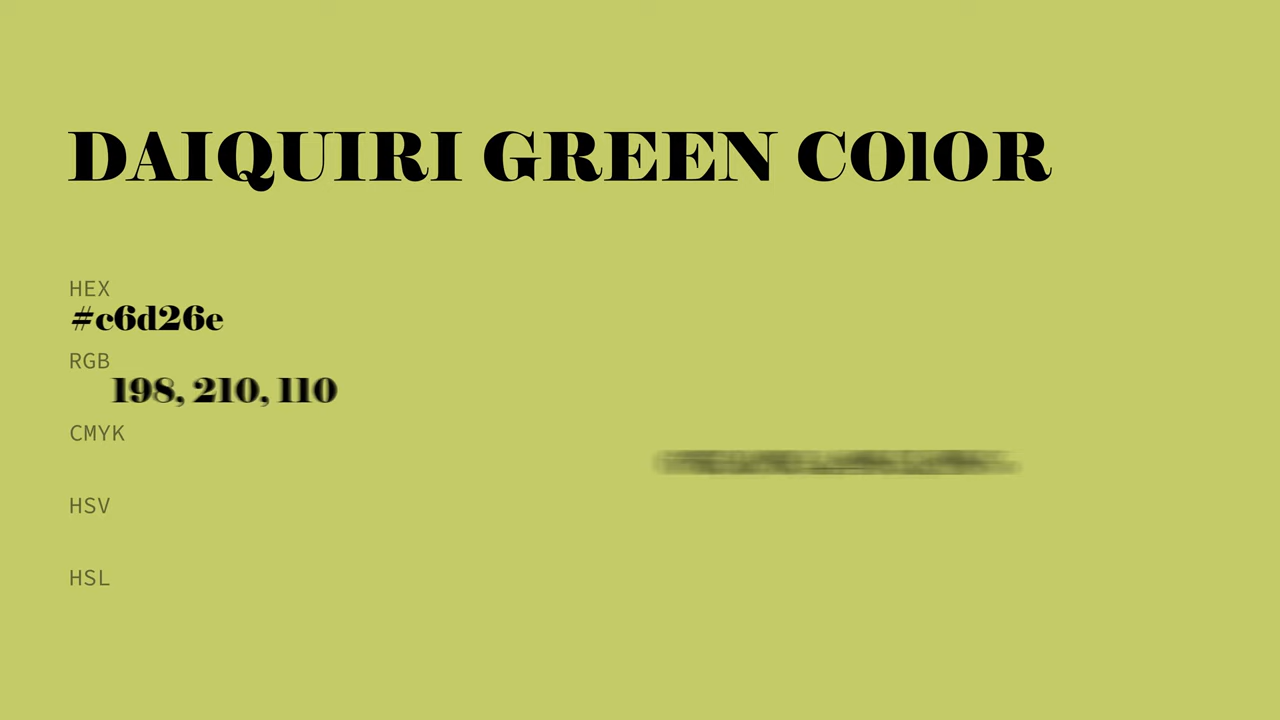 DAIQUIRI GREEN COlOR
HEX
#c6d26e
RGB
198, 210, 110
CMYK
HSV
HSL